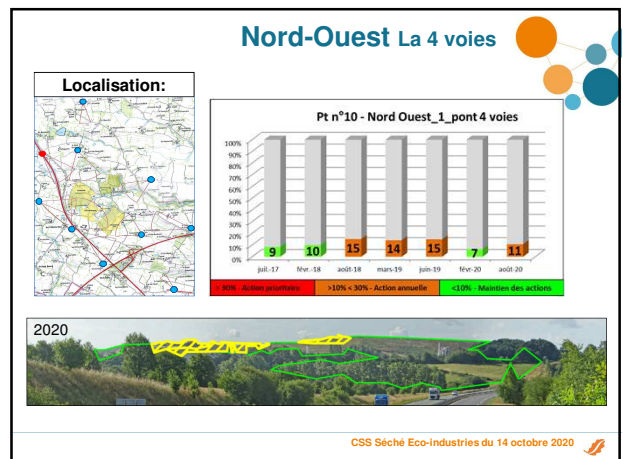 Nord-Ouest La 4 voies
Localisation:
Pt n°10 - Nord Ouest_1_pont 4 voies
100%
90%
80%
70%
60%
50%
40%
30%
20%
10%
0%
9
10
15
14
15
7
11
juil.-17
févr.-18
août-18
mars-19
juin-19
févr.-20
août-20
> 30% - Action prioritaire
>10% < 30% - Action annuelle
<10% - Maintien des actions
2020
CSS Séché Eco-industries du 14 octobre 2020